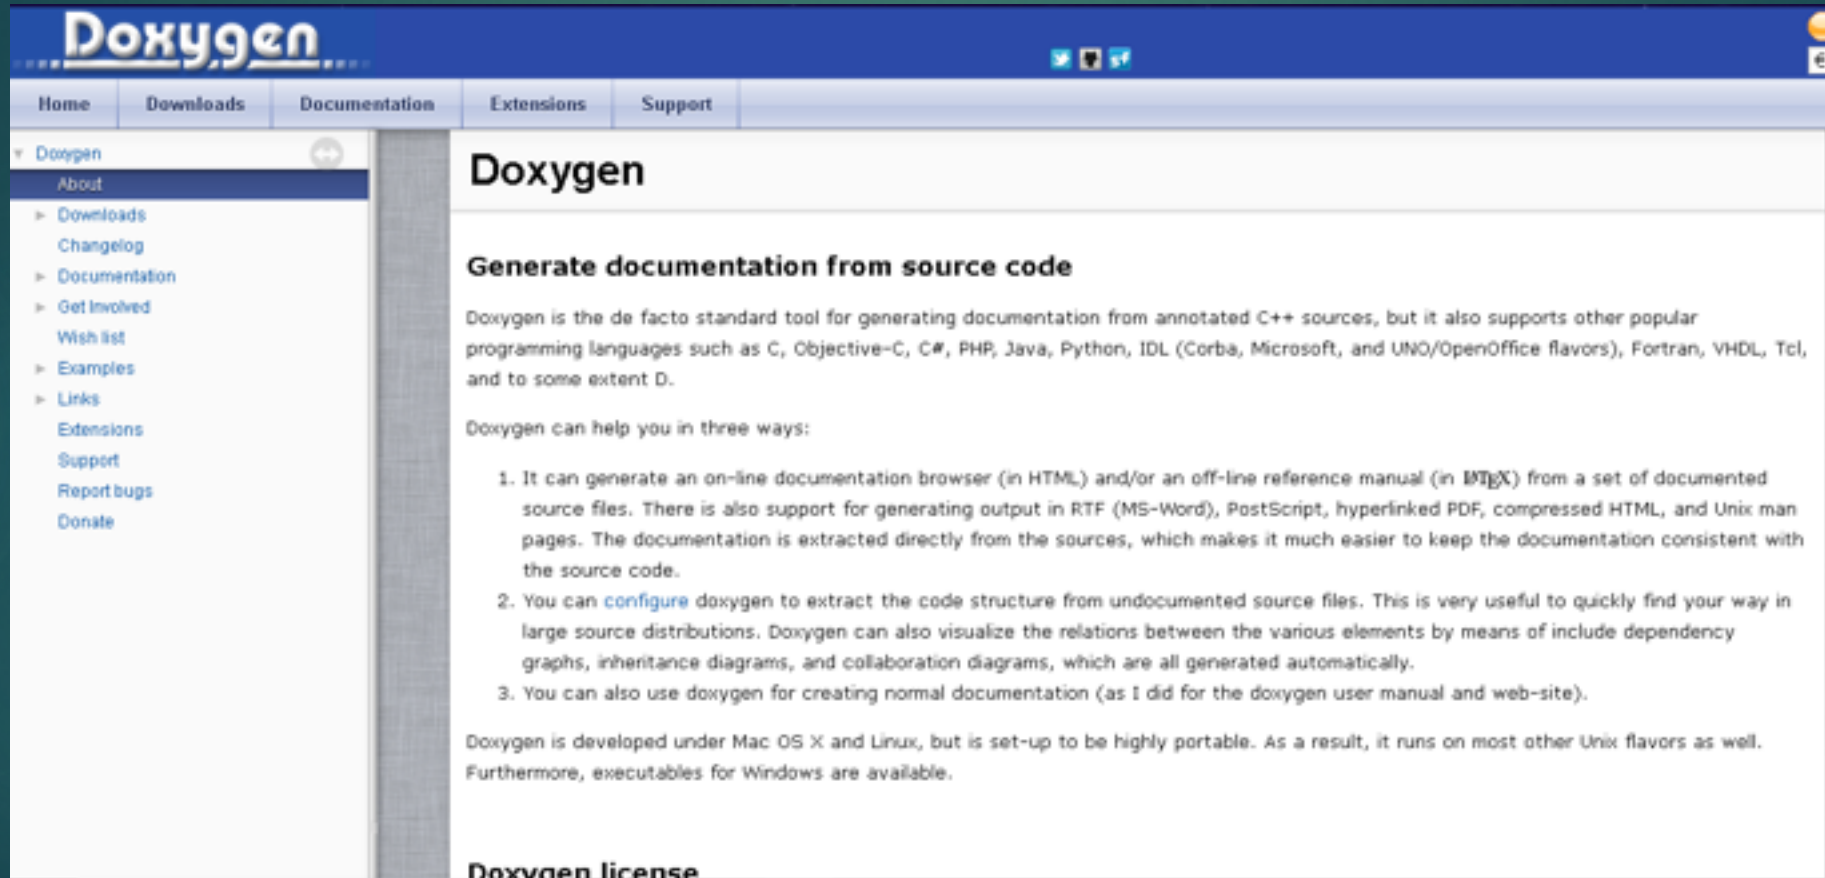 Doxygen
Home Downloads Documentation Extensions Support
Doxygen
About
Downloads
Changelog
Documentation
Get Involved
Wish list
Examples
Links
Extensions
Support
Report bugs
Donate
Doxygen
Generate documentation from source code
Doxygen is the de facto standard tool for generating documentation from annotated C++ sources, but it also supports other popular
programming languages such as C, Objective-C, C#, PHP, Java, Python, IDL (Corba, Microsoft, and UNO/OpenOffice flavors), Fortran, VHDL, Tcl,
and to some extent D.
Doxygen can help you in three ways:
1. It can generate an on-line documentation browser (in HTML) and/or an off-line reference manual (in LATEX) from a set of documented
source files. There is also support for generating output in RTF (MS-Word), PostScript, hyperlinked PDF, compressed HTML, and Unix man
pages. The documentation is extracted directly from the sources, which makes it much easier to keep the documentation consistent with
the source code.
2. You can configure doxygen to extract the code structure from undocumented source files. This is very useful to quickly find your way in
large source distributions. Doxygen can also visualize the relations between the various elements by means of include dependency
graphs, inheritance diagrams, and collaboration diagrams, which are all generated automatically.
3. You can also use doxygen for creating normal documentation (as I did for the doxygen user manual and web-site).
Doxygen is developed under Mac OS X and Linux, but is set-up to be highly portable. As a result, it runs on most other Unix flavors as well.
Furthermore, executables for Windows are available.
Doxygen license